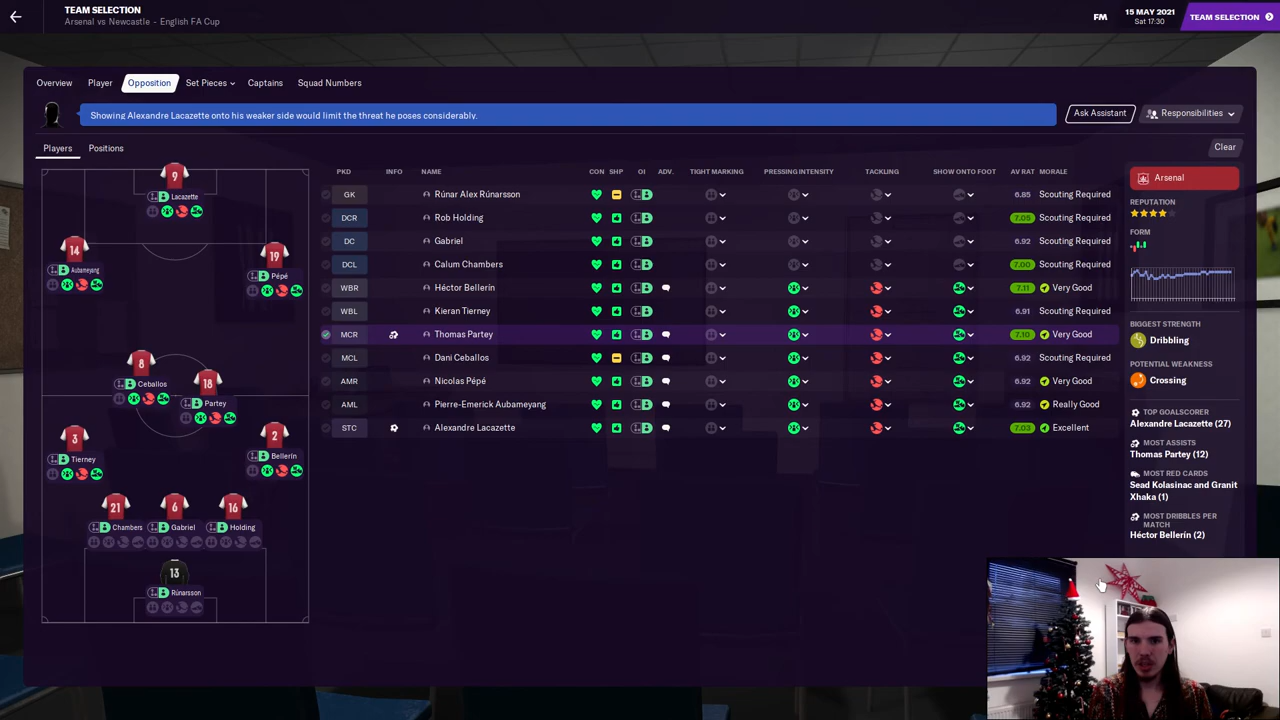 TEAM SELECTION
Arsenal vs Newcastle - English FA Cup
FM
15 MAY 2021
Sat 17:30
TEAM SELECTION
Overview Player Opposition Set Pieces Captains Squad Numbers
Showing Alexandre Lacazette onto his weaker side would limit the threat he poses considerably.
Ask Assistant
Responsibilities
Players Positions
Clear
9
Lacazette
14
Aubameyang
19
Pépé
8
Ceballos
18
Partey
3
Tierney
2
Bellerín
21
Chambers
6
Gabriel
16
Holding
13
Rúnarsson
PKD INFO NAME CON SHP OI ADV. TIGHT MARKING PRESSING INTENSITY TACKLING SHOW ONTO FOOT AV RAT MORALE
GK Rúnar Alex Rúnarsson 6.85 Scouting Required
DCR Rob Holding 7.05 Scouting Required
DC Gabriel 6.92 Scouting Required
DCL Calum Chambers 7.00 Scouting Required
WBR Héctor Bellerín 7.11 Very Good
WBL Kieran Tierney 6.91 Scouting Required
MCR Thomas Partey 7.10 Very Good
MCL Dani Ceballos 6.92 Scouting Required
AMR Nicolas Pépé 6.92 Very Good
AML Pierre-Emerick Aubameyang 6.92 Really Good
STC Alexandre Lacazette 7.03 Excellent
Arsenal
REPUTATION
FORM
BIGGEST STRENGTH
Dribbling
POTENTIAL WEAKNESS
Crossing
TOP GOALSCORER
Alexandre Lacazette (27)
MOST ASSISTS
Thomas Partey (12)
MOST RED CARDS
Sead Kolasinac and Granit
Xhaka (1)
MOST DRIBBLES PER
MATCH
Héctor Bellerín (2)